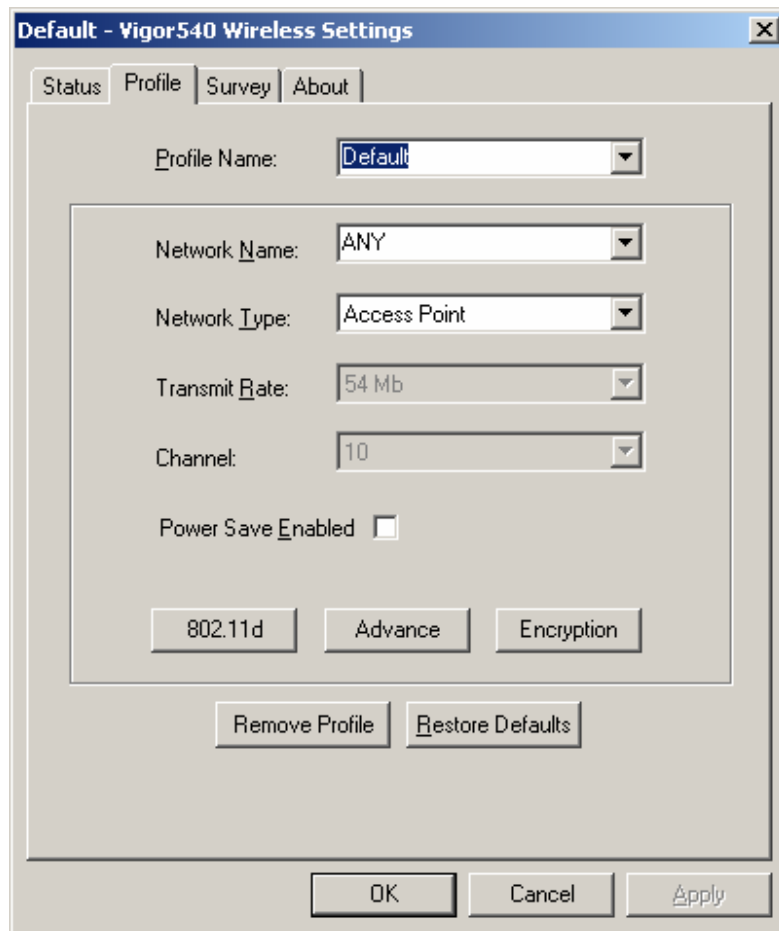 Default - Vigor540 Wireless Settings
Status Profile Survey About
Profile Name: Default
Network Name: ANY
Network Type: Access Point
Transmit Rate: 54 Mb
Channel: 10
Power Save Enabled
802.11d Advance Encryption
Remove Profile Restore Defaults
OK Cancel Apply